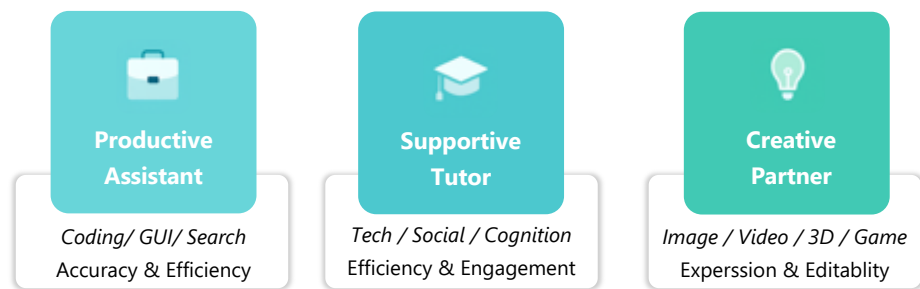 Productive
Assistant
Coding/ GUI/ Search
Accuracy & Efficiency
Supportive
Tutor
Tech / Social / Cognition
Efficiency & Engagement
Creative
Partner
Image / Video / 3D / Game
Experssion & Editablity